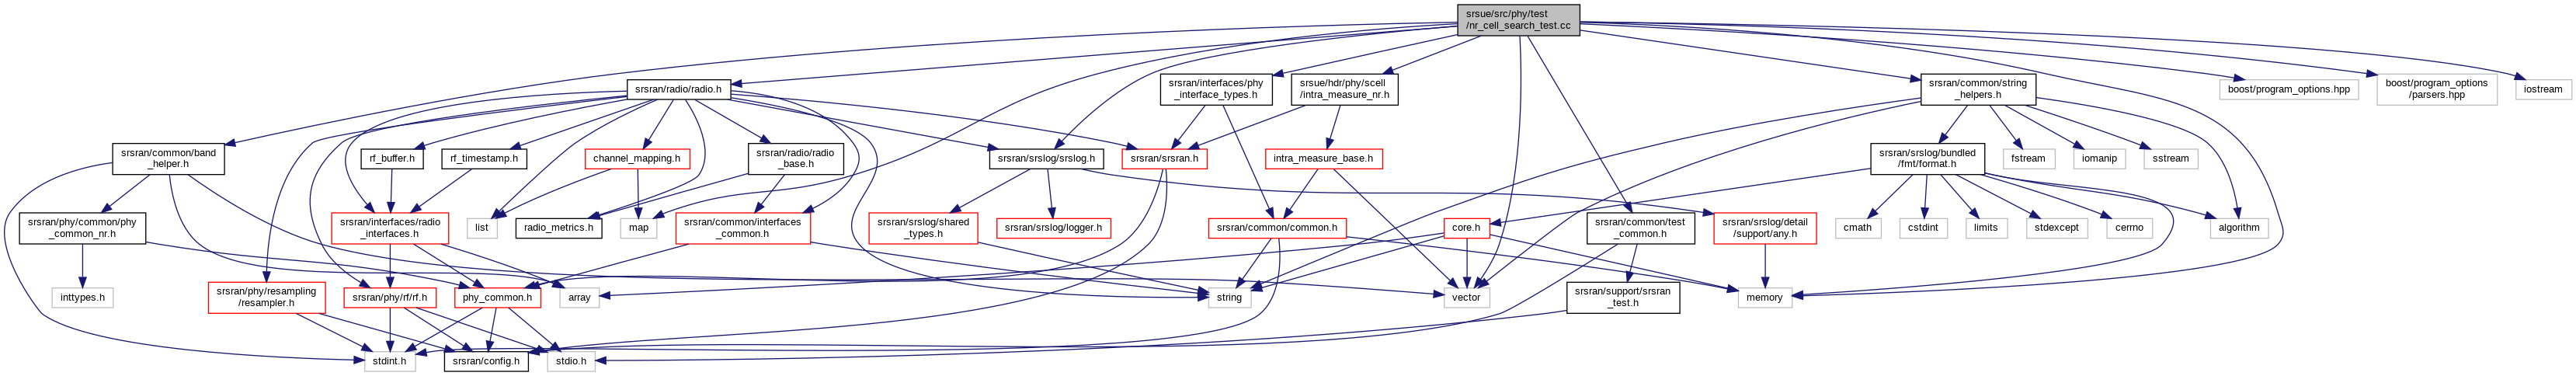 srsue/src/phy/test
/nr_cell_search_test.cc
srsran/radio/radio.h
srsran/interfaces/phy
_interface_types.h
srsue/hdr/phy/scell
/intra_measure_nr.h
srsran/common/string
_helpers.h
boost/program_options.hpp
boost/program_options
/parsers.hpp
iostream
srsran/common/band
_helper.h
rf_buffer.h
rf_timestamp.h
channel_mapping.h
srsran/radio/radio
_base.h
srsran/srslog/srslog.h
srsran/srsran.h
intra_measure_base.h
srsran/srslog/bundled
/fmt/format.h
fstream
iomanip
sstream
srsran/phy/common/phy
_common_nr.h
srsran/interfaces/radio
_interfaces.h
list
radio_metrics.h
map
srsran/common/interfaces
_common.h
srsran/srslog/shared
_types.h
srsran/srslog/logger.h
srsran/common/common.h
core.h
srsran/common/test
_common.h
srsran/srslog/detail
/support/any.h
cmath
cstdint
limits
stdexcept
cerrno
algorithm
inttypes.h
srsran/phy/resampling
/resampler.h
srsran/phy/rf/rf.h
phy_common.h
array
string
vector
srsran/support/srsran
_test.h
memory
stdint.h
srsran/config.h
stdio.h